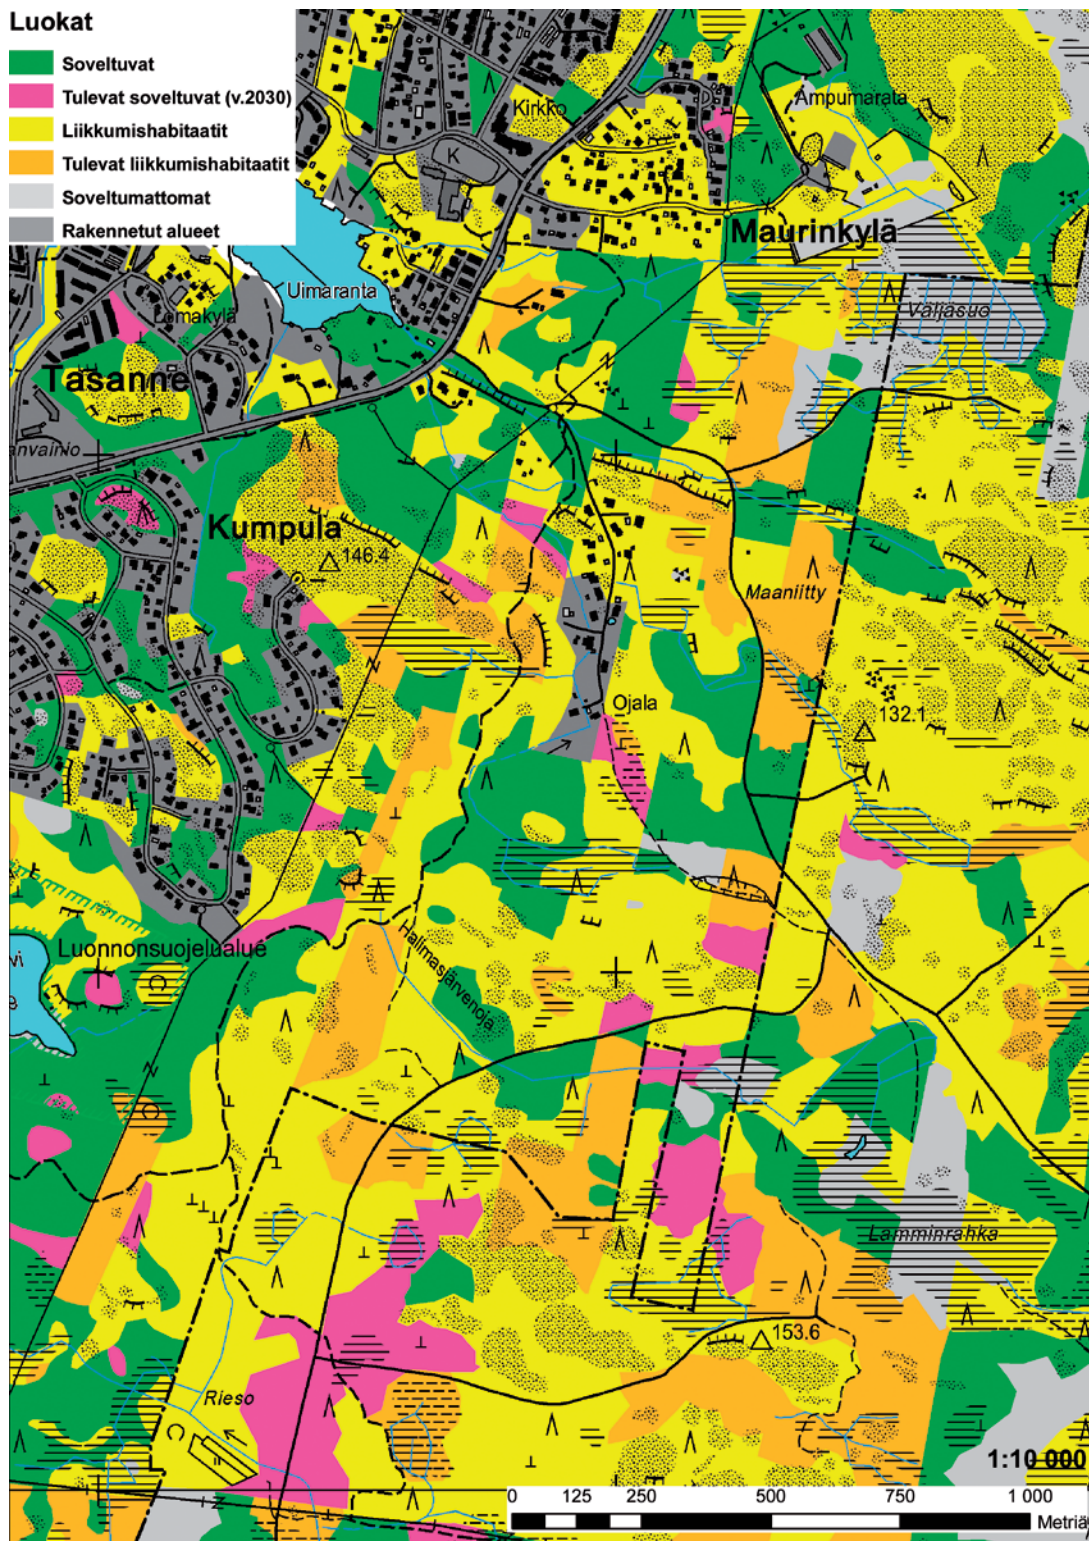 Luokat
Soveltuvat
Tulevat soveltuvat (v.2030)
Liikkumishabitaatit
Tulevat liikkumishabitaatit
Soveltumattomat
Rakennetut alueet
Kirkko
Ampumarata
K
Maurinkylä
Uimaranta
Väljasuo
Lomakylä
Tasanne
anvainio
Kumpula
146.4
Maaniitty
Ojala
132.1
Luonnonsuojelualue
Halimasjärvenoja
Lamminrahka
153.6
Rieso
1:10 000
0 125 250 500 750 1 000
Metriä